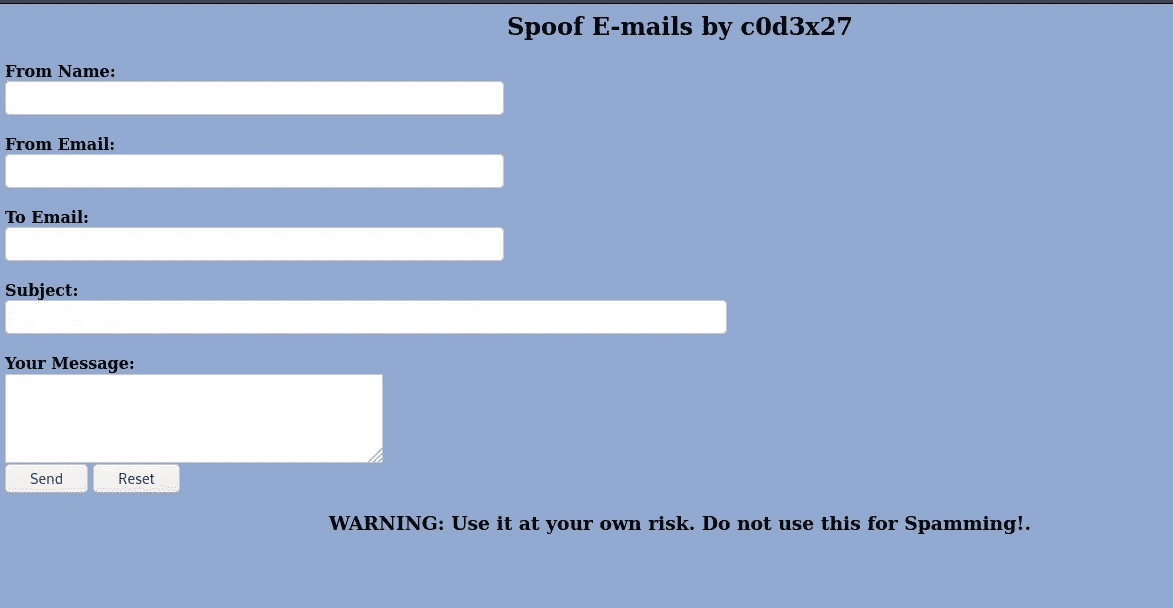 Spoof E-mails by c0d3x27
From Name:
From Email:
To Email:
Subject:
Your Message:
Send Reset
WARNING: Use it at your own risk. Do not use this for Spamming!.